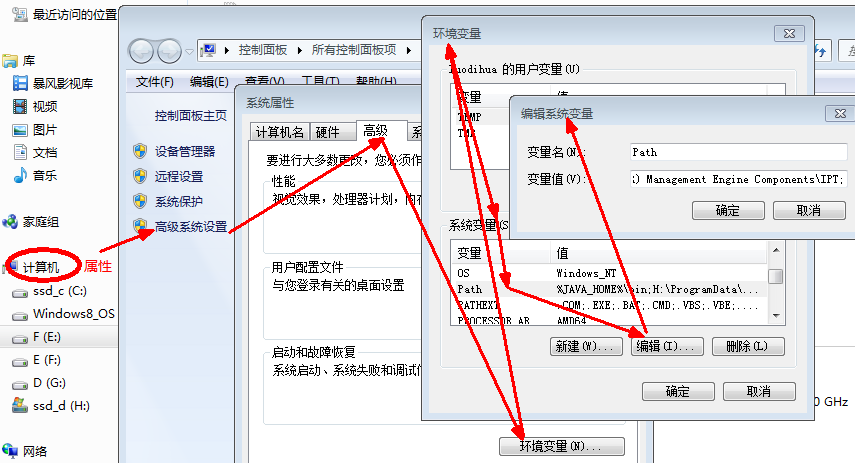 最近访问的位置
库
暴风影视库
视频
图片
文档
音乐
家庭组
计算机
属性
ssd_c (C:)
Windows8_OS
F (E:)
E (F:)
D (G:)
ssd_d (H:)
网络
控制面板
所有控制面板项
文件(F)
编辑(E)
查看(V)
工具(T)
帮助(H)
控制面板主页
设备管理器
远程设置
系统保护
高级系统设置
系统属性
计算机名
硬件
高级
要进行大多数更改，您必须作
性能
视觉效果，处理器计划，内存
用户配置文件
与您登录有关的桌面设置
启动和故障恢复
系统启动、系统失败和调试信
环境变量(N)...
环境变量
的用户变量(U)
变量
值
TEMP
TMP
系统变量(S
变量
值
OS
Windows_NT
Path
%JAVA_HOME%\bin;H:\ProgramData\...
PATHEXT
.COM;.EXE;.BAT;.CMD;.VBS;.VBE;....
PROCESSOR_AR
AMD64
新建(W)...
编辑(I)...
删除(L)
确定
取消
编辑系统变量
变量名(N):
Path
变量值(V):
;) Management Engine Components\IPT;
确定
取消
0 GHz